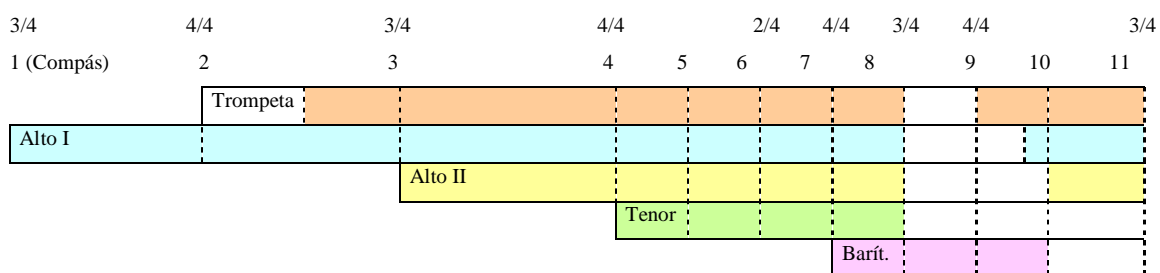 3/4 4/4 3/4 4/4 2/4 4/4 3/4 4/4 3/4
1 (Compás) 2 3 4 5 6 7 8 9 10 11
Trompeta
Alto I
Alto II
Tenor
Barít.